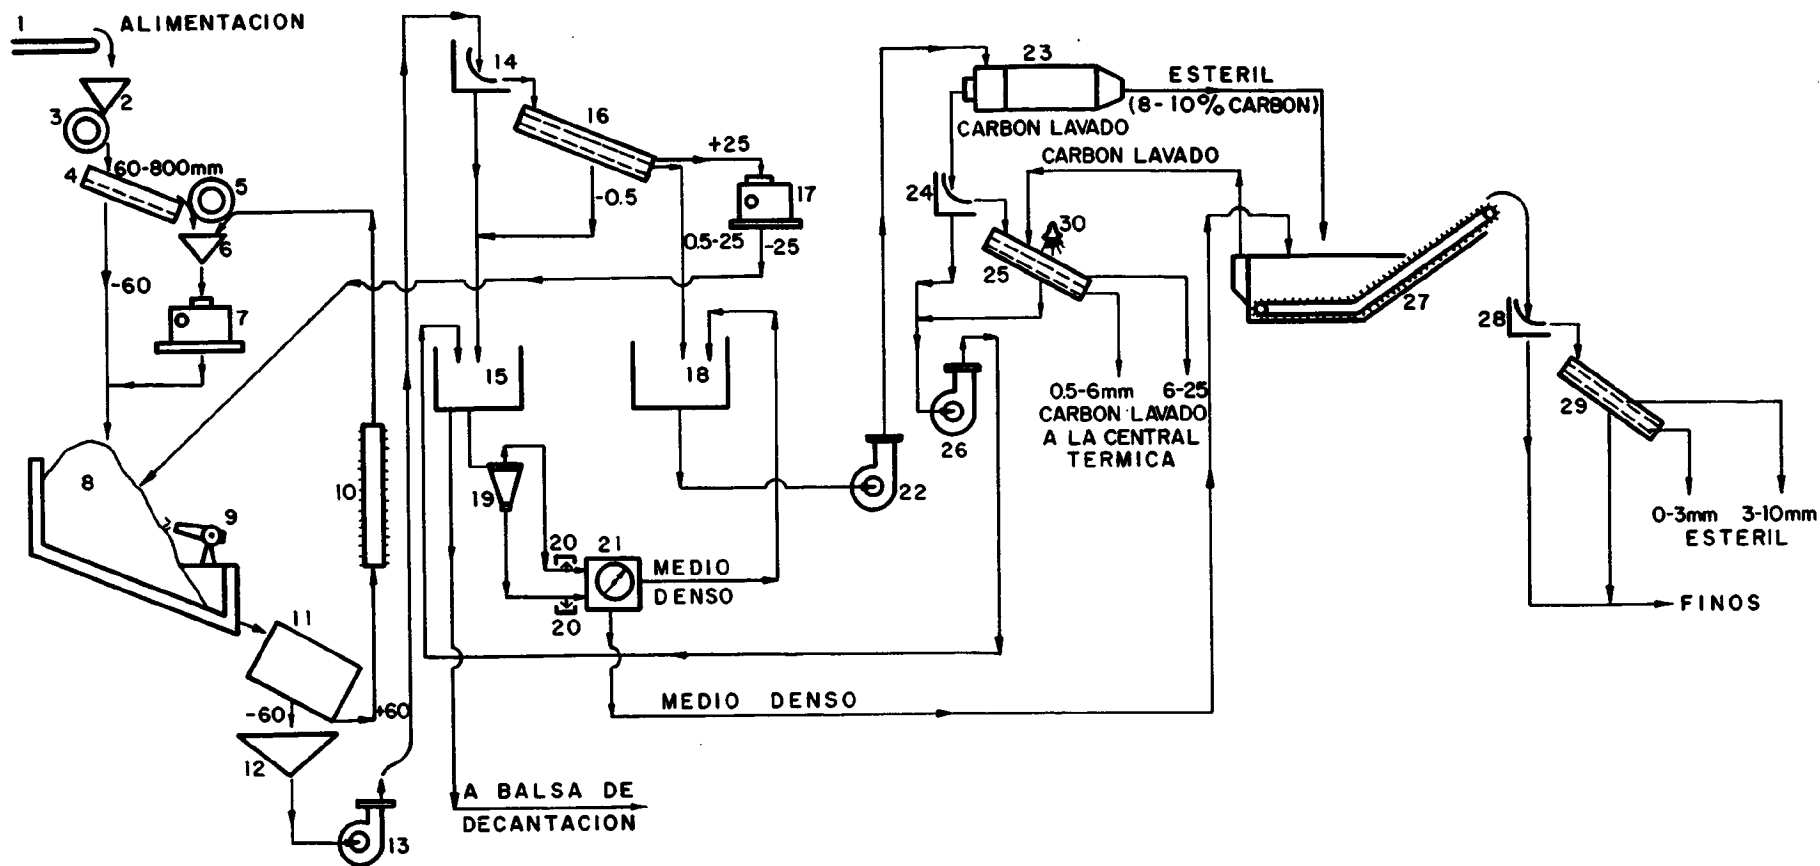 1
ALIMENTACION
2
3
60-800mm
4
5
6
-60
7
8
9
10
11
-60
+60
12
13
14
16
+25
-0.5
17
0.5-25
-25
15
18
19
20
21
20
MEDIO
DENSO
MEDIO DENSO
A BALSA DE
DECANTACION
22
23
ESTERIL
(8-10% CARBON)
CARBON LAVADO
CARBON LAVADO
24
30
25
26
0.5-6mm 6-25
CARBON LAVADO
A LA CENTRAL
TERMICA
27
28
29
0-3mm 3-10mm
ESTERIL
FINOS